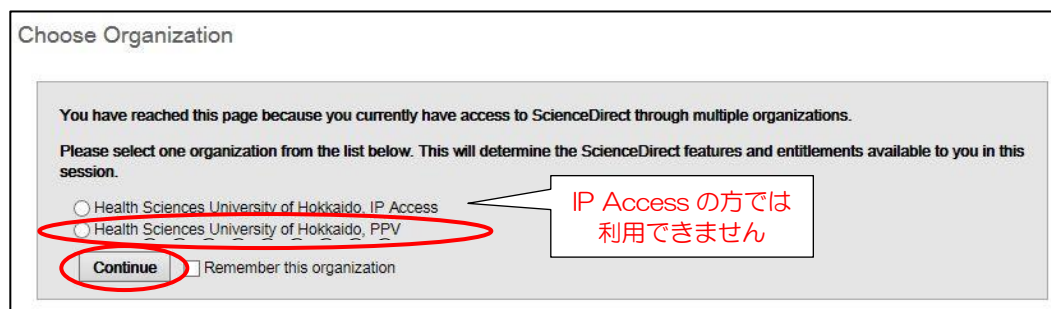 Choose Organization
You have reached this page because you currently have access to ScienceDirect through multiple organizations.
Please select one organization from the list below. This will determine the ScienceDirect features and entitlements available to you in this
session.
Health Sciences University of Hokkaido, IP Access
Health Sciences University of Hokkaido, PPV
IP Access の方では
利用できません
Continue
Remember this organization